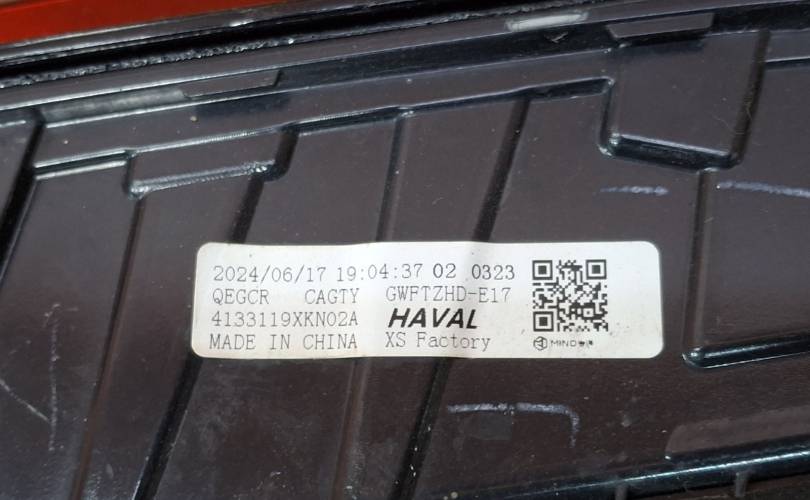 2024/06/17 19:04:37 02 0323
QEGCR CAGTY GWFTZHD-E17
4133119XKN02A HAVAL
MADE IN CHINA XS Factory
MIND